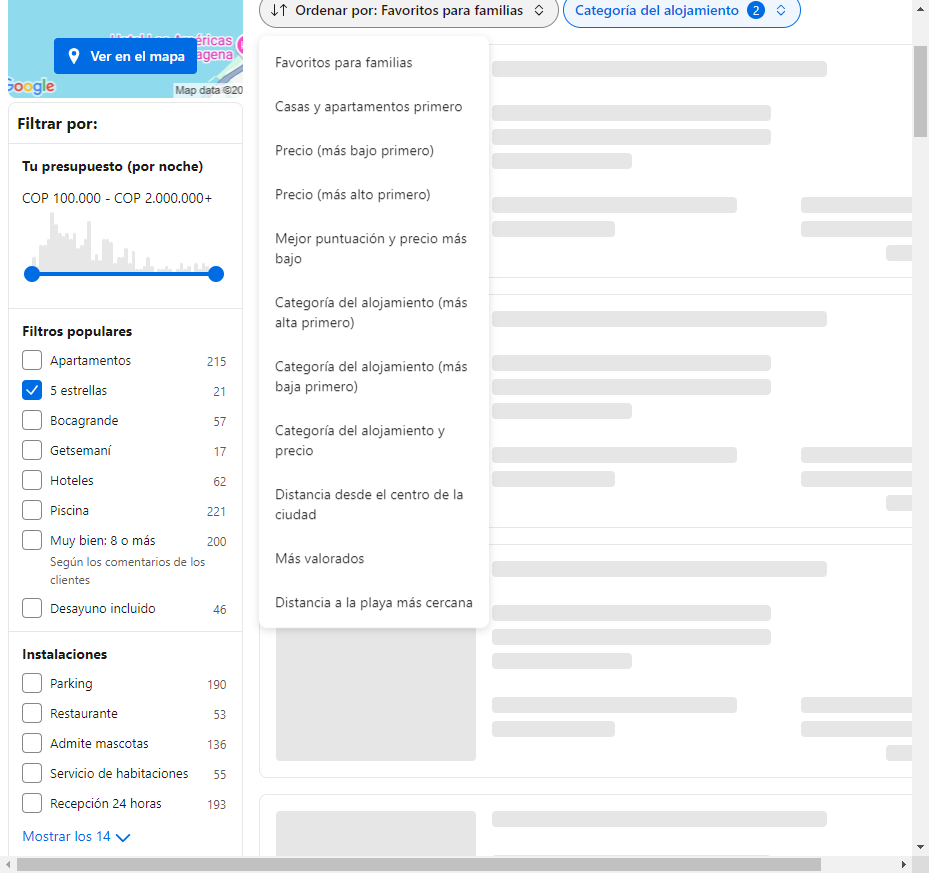 Ordenar por: Favoritos para familias
Categoría del alojamiento 2
Hotel Las Américas
Ver en el mapa
Google
Map data ©20
Filtrar por:
Tu presupuesto (por noche)
COP 100.000 - COP 2.000.000+
Filtros populares
Apartamentos 215
5 estrellas 21
Bocagrande 57
Getsemaní 17
Hoteles 62
Piscina 221
Muy bien: 8 o más 200
Según los comentarios de los
clientes
Desayuno incluido 46
Instalaciones
Parking 190
Restaurante 53
Admite mascotas 136
Servicio de habitaciones 55
Recepción 24 horas 193
Mostrar los 14
Favoritos para familias
Casas y apartamentos primero
Precio (más bajo primero)
Precio (más alto primero)
Mejor puntuación y precio más
bajo
Categoría del alojamiento (más
alta primero)
Categoría del alojamiento (más
baja primero)
Categoría del alojamiento y
precio
Distancia desde el centro de la
ciudad
Más valorados
Distancia a la playa más cercana